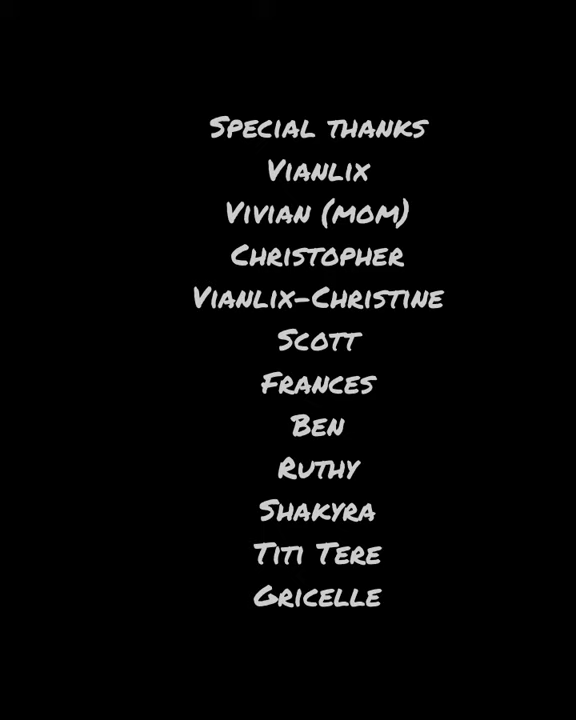 Special thanks
Vianlix
Vivian (mom)
Christopher
Vianlix-Christine
Scott
Frances
Ben
Ruthy
Shakyra
Titi Tere
Gricelle